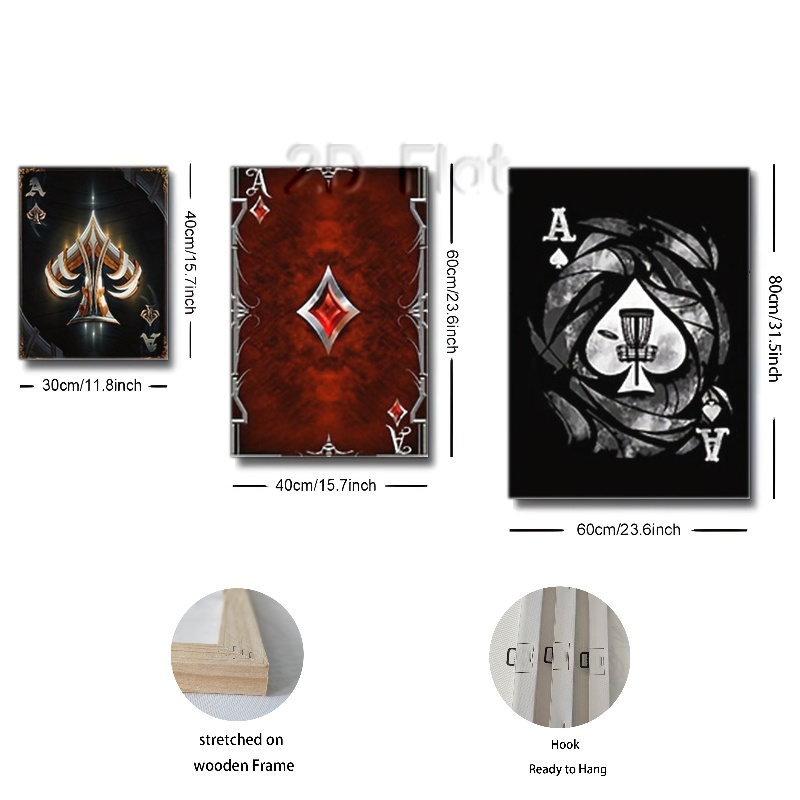 2D Flat
A
A
40cm/15.7inch
30cm/11.8inch
A
A
60cm/23.6inch
40cm/15.7inch
A
A
80cm/31.5inch
60cm/23.6inch
stretched on
wooden Frame
Hook
Ready to Hang